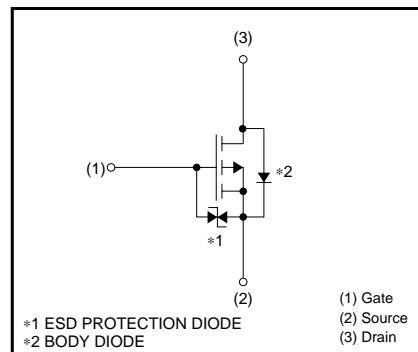 (3)
(1)
∗2
∗1
(2)
∗1 ESD PROTECTION DIODE
∗2 BODY DIODE
(1) Gate
(2) Source
(3) Drain